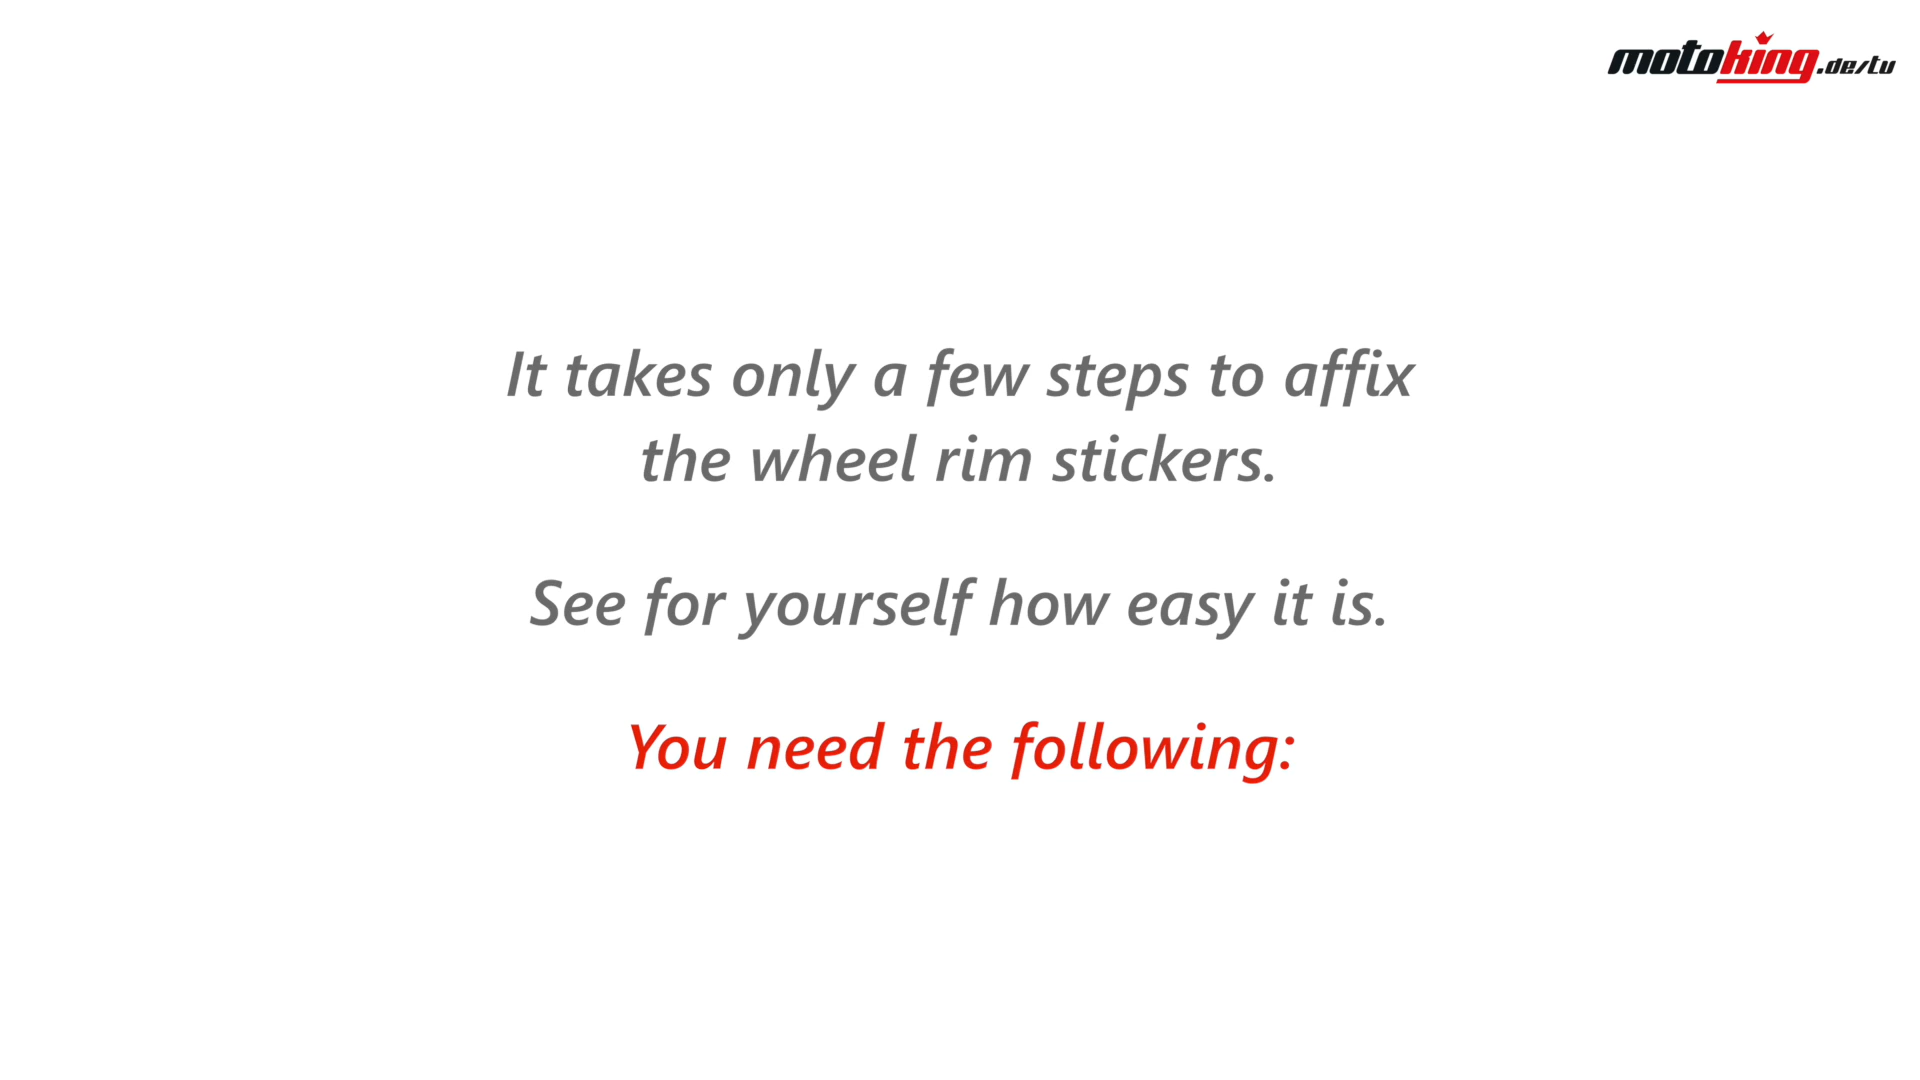 motoking.de/tv
It takes only a few steps to affix
the wheel rim stickers.
See for yourself how easy it is.
You need the following: